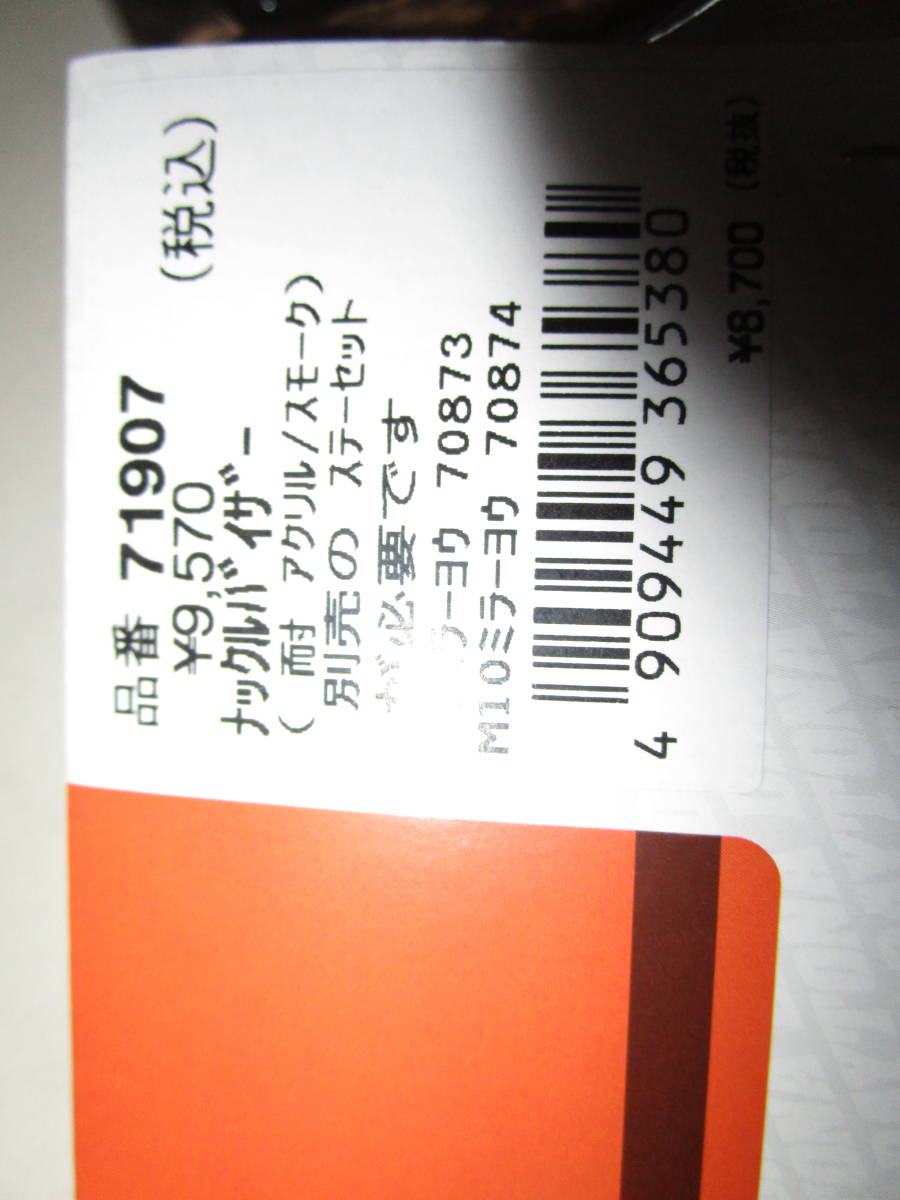 品番 71907
¥9,570 (税込)
ナックルバイザー
( 耐 アクリル/スモーク)
別売の ステーセット
が必要です
ラーヨウ 70873
M10ミラーヨウ 70874
4 909449 365380
¥8,700 (税抜)